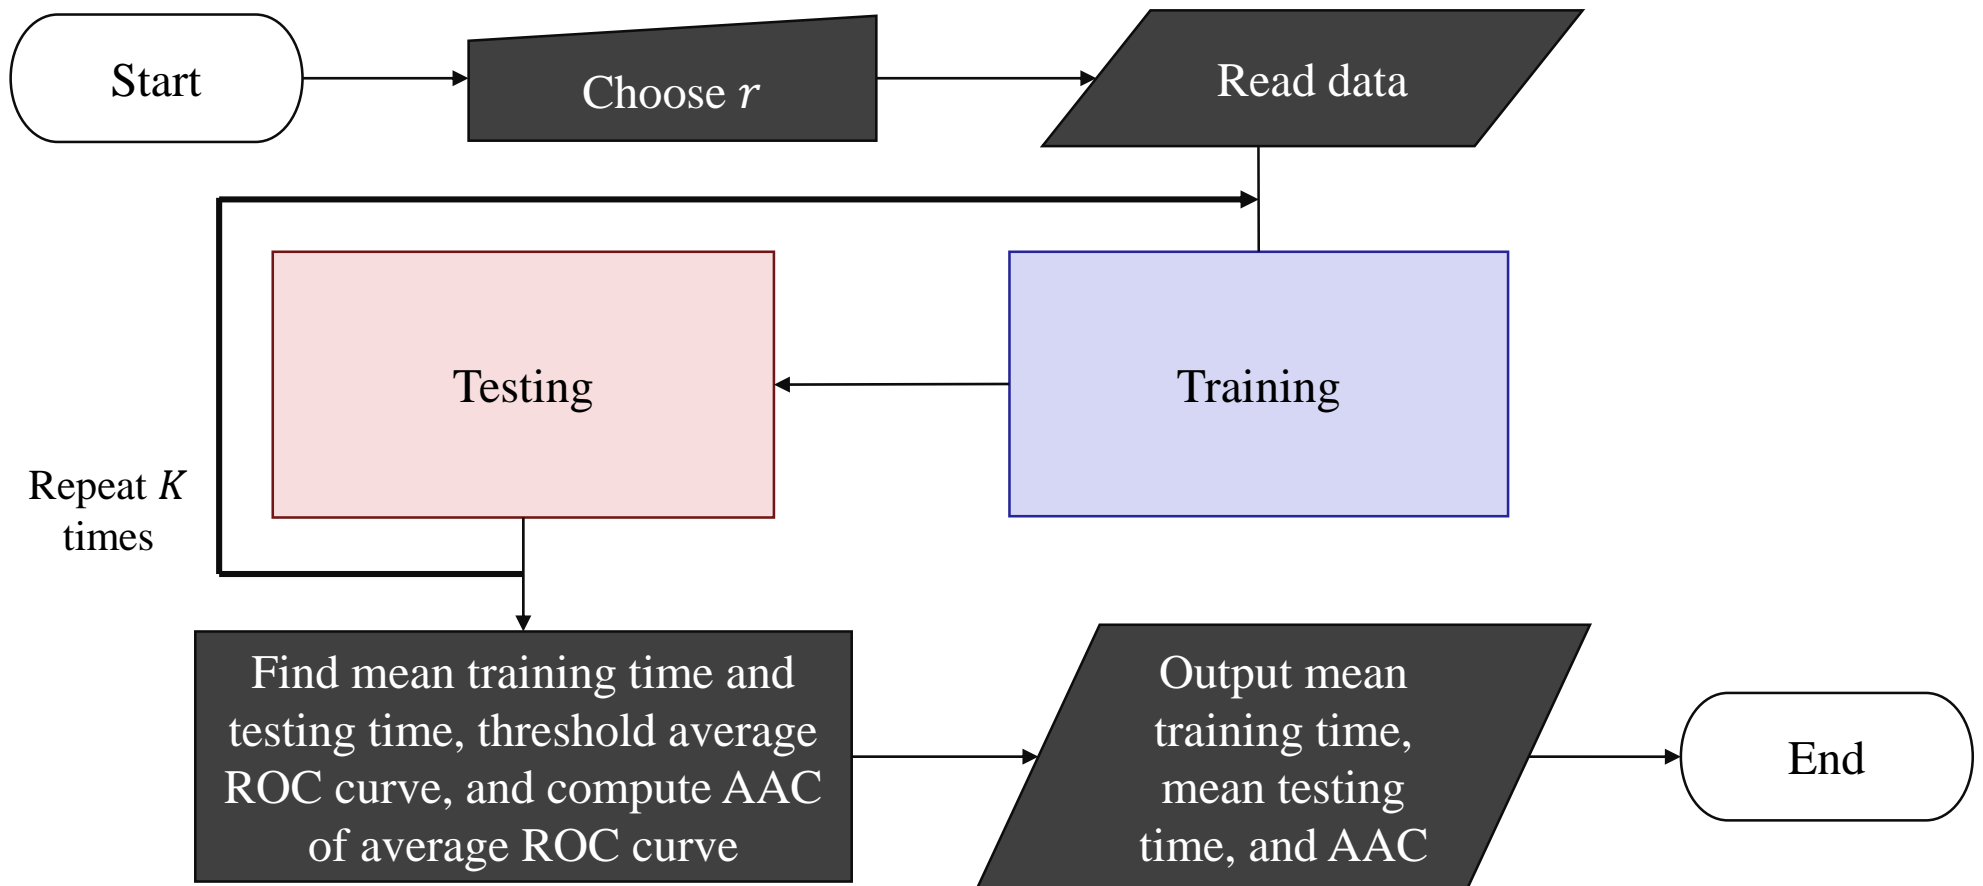 Start
Choose r
Read data
Testing
Training
Repeat K
times
Find mean training time and
testing time, threshold average
ROC curve, and compute AAC
of average ROC curve
Output mean
training time,
mean testing
time, and AAC
End